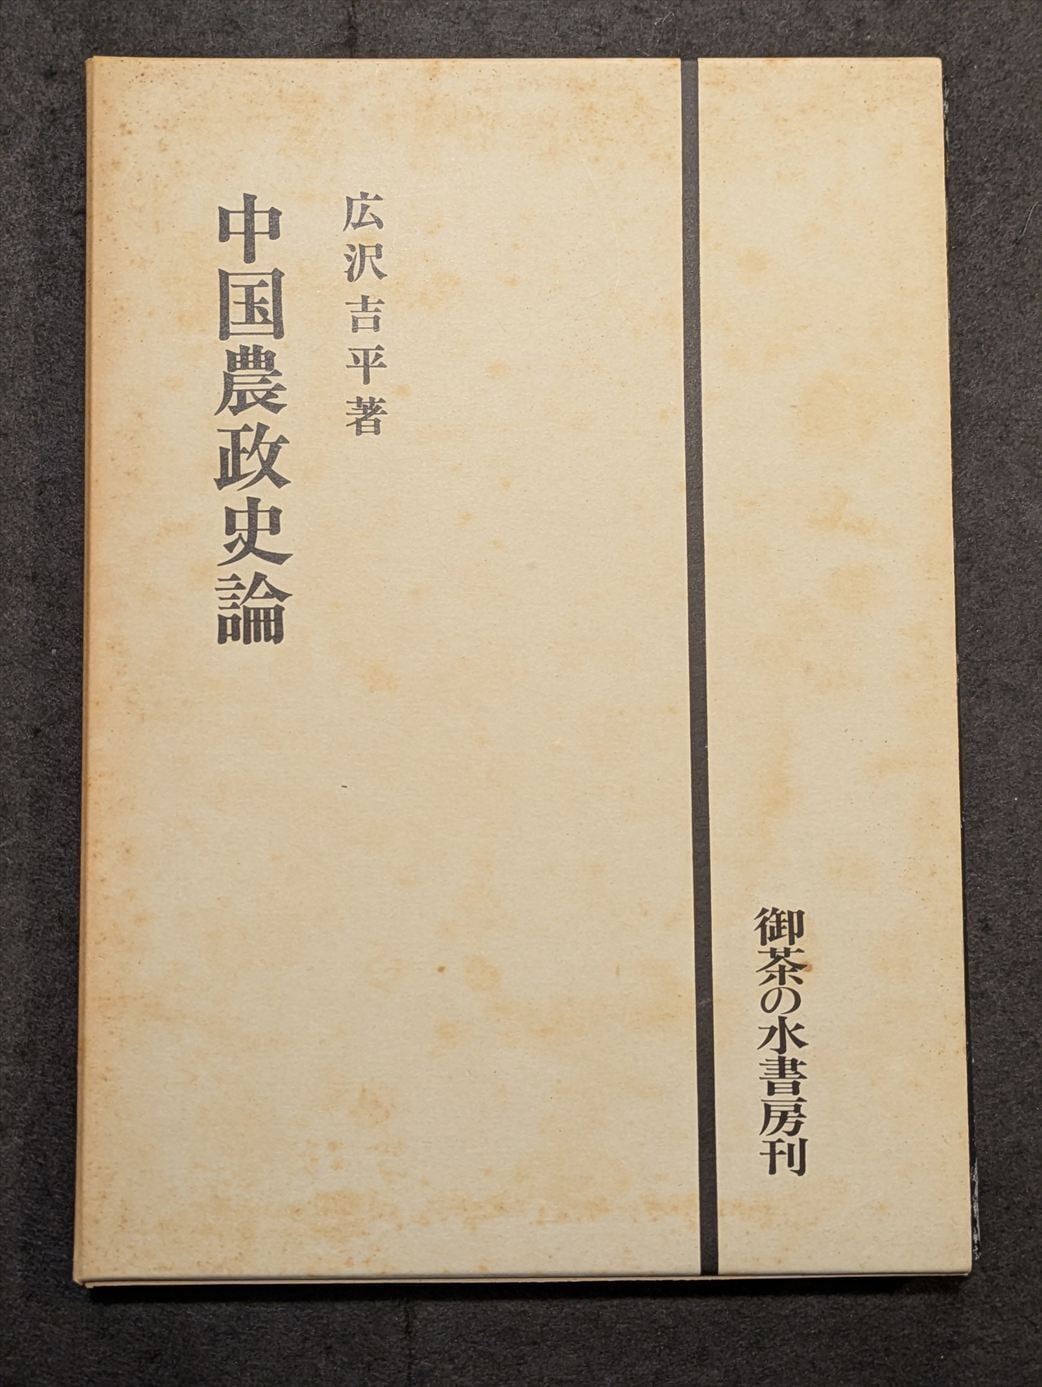 広沢吉平著
中国農政史論
御茶の水書房刊